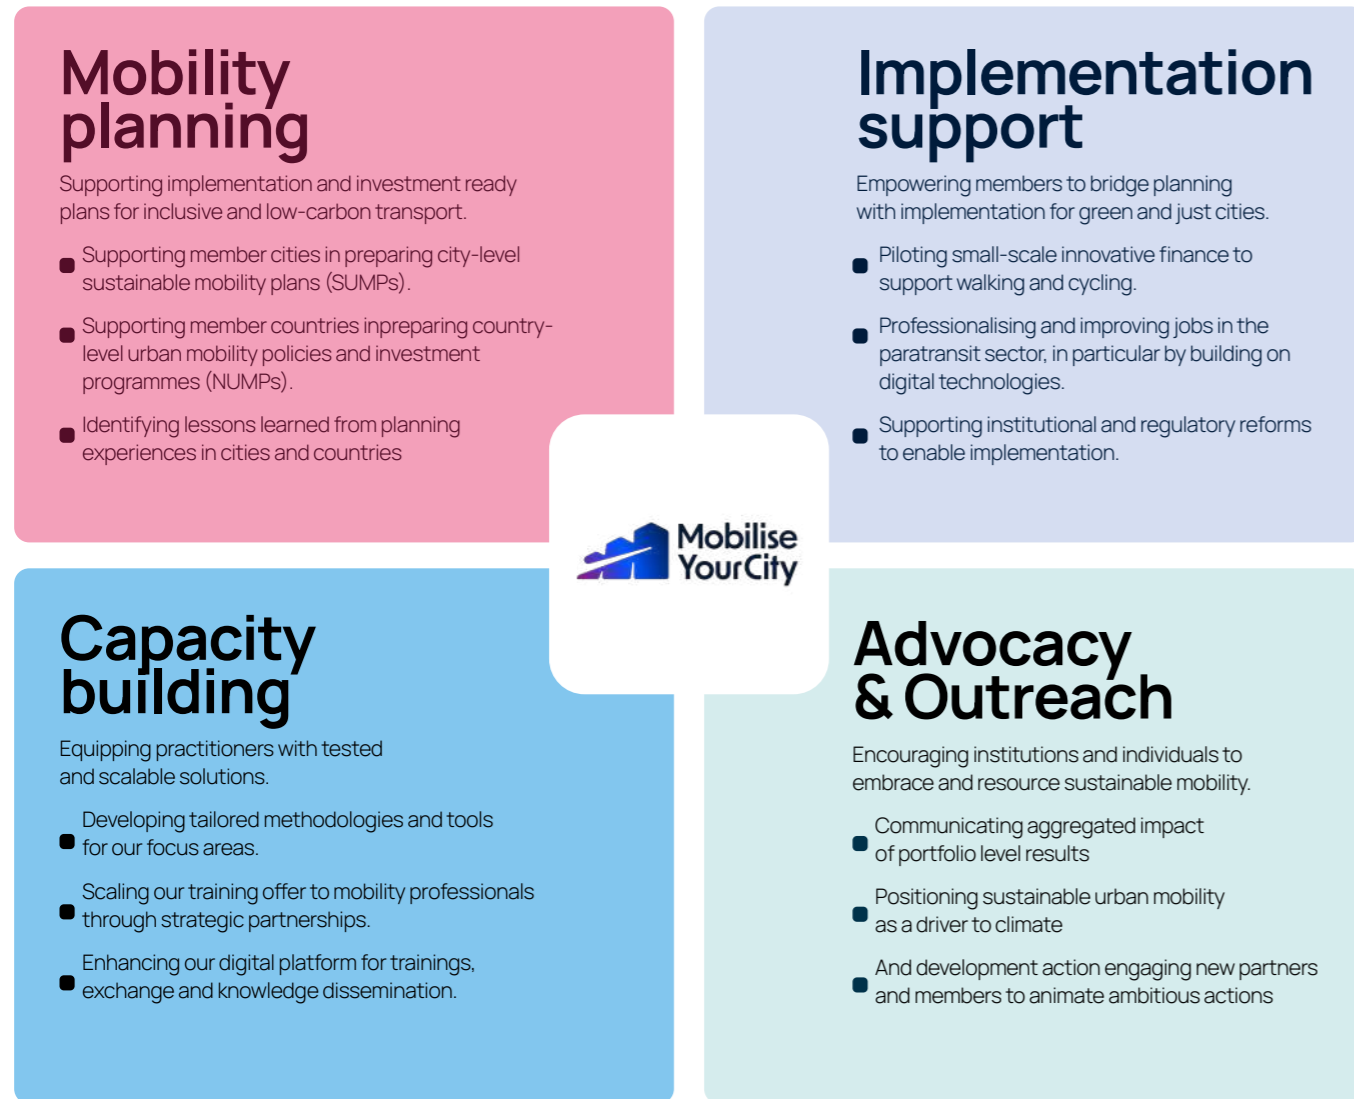 Mobility
planning
Supporting implementation and investment ready
plans for inclusive and low-carbon transport.
Supporting member cities in preparing city-level
sustainable mobility plans (SUMPs).
Supporting member countries inpreparing country-
level urban mobility policies and investment
programmes (NUMPs).
Identifying lessons learned from planning
experiences in cities and countries
Implementation
support
Empowering members to bridge planning
with implementation for green and just cities.
Piloting small-scale innovative finance to
support walking and cycling.
Professionalising and improving jobs in the
paratransit sector, in particular by building on
digital technologies.
Supporting institutional and regulatory reforms
to enable implementation.
Mobilise
YourCity
Capacity
building
Equipping practitioners with tested
and scalable solutions.
Developing tailored methodologies and tools
for our focus areas.
Scaling our training offer to mobility professionals
through strategic partnerships.
Enhancing our digital platform for trainings,
exchange and knowledge dissemination.
Advocacy
& Outreach
Encouraging institutions and individuals to
embrace and resource sustainable mobility.
Communicating aggregated impact
of portfolio level results
Positioning sustainable urban mobility
as a driver to climate
And development action engaging new partners
and members to animate ambitious actions